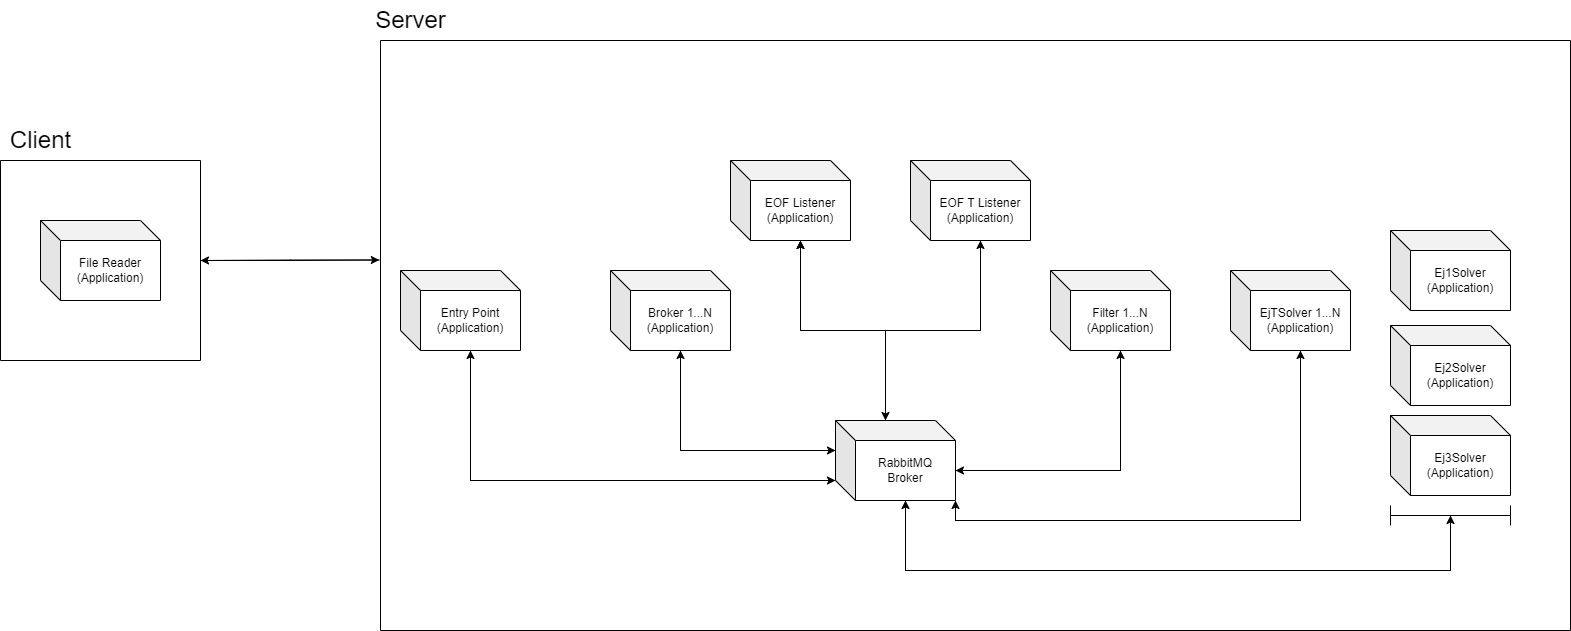 Server
Client
File Reader
(Application)
Entry Point
(Application)
Broker 1...N
(Application)
EOF Listener
(Application)
EOF T Listener
(Application)
Filter 1...N
(Application)
EjTSolver 1...N
(Application)
Ej1Solver
(Application)
Ej2Solver
(Application)
Ej3Solver
(Application)
RabbitMQ
Broker